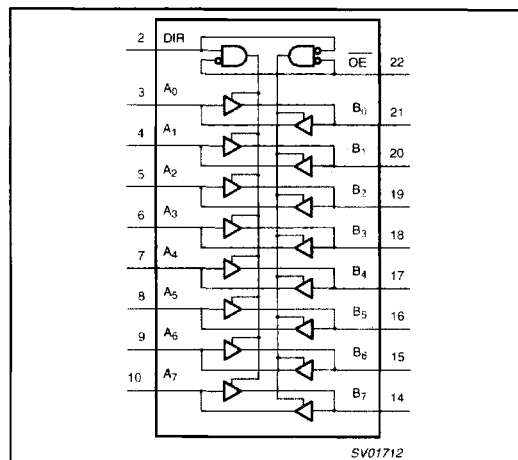 2 DIR
OE 22
3 A0
B0 21
4 A1
B1 20
5 A2
B2 19
6 A3
B3 18
7 A4
B4 17
8 A5
B5 16
9 A6
B6 15
10 A7
B7 14
SV01712